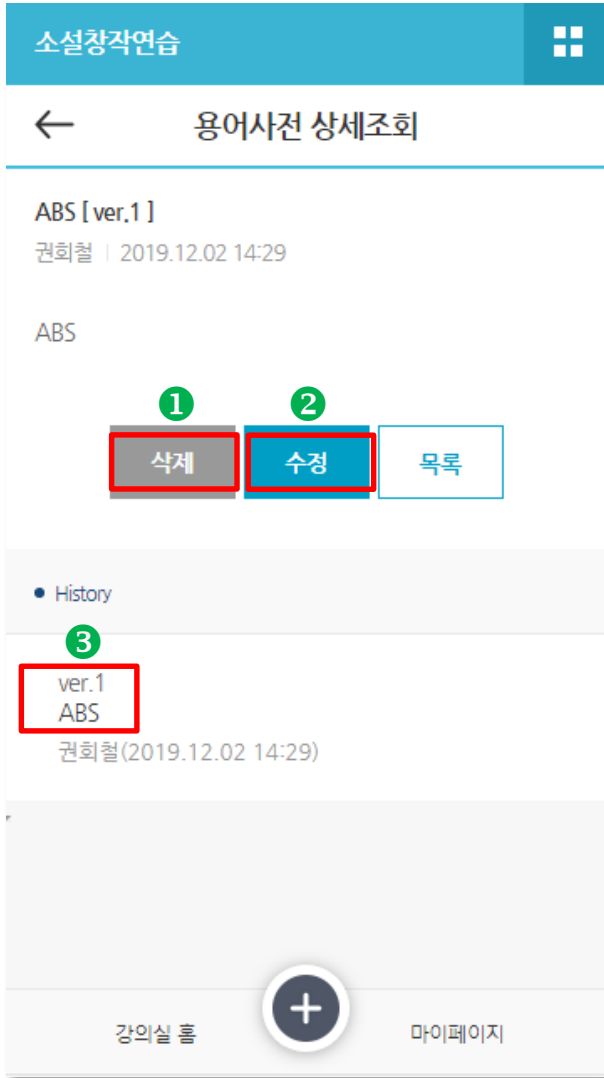 소설창작연습
용어사전 상세조회
ABS [ ver.1 ]
권회철 | 2019.12.02 14:29
ABS
1 2
삭제 수정 목록
• History
3
ver.1
ABS
권회철(2019.12.02 14:29)
강의실 홈 + 마이페이지